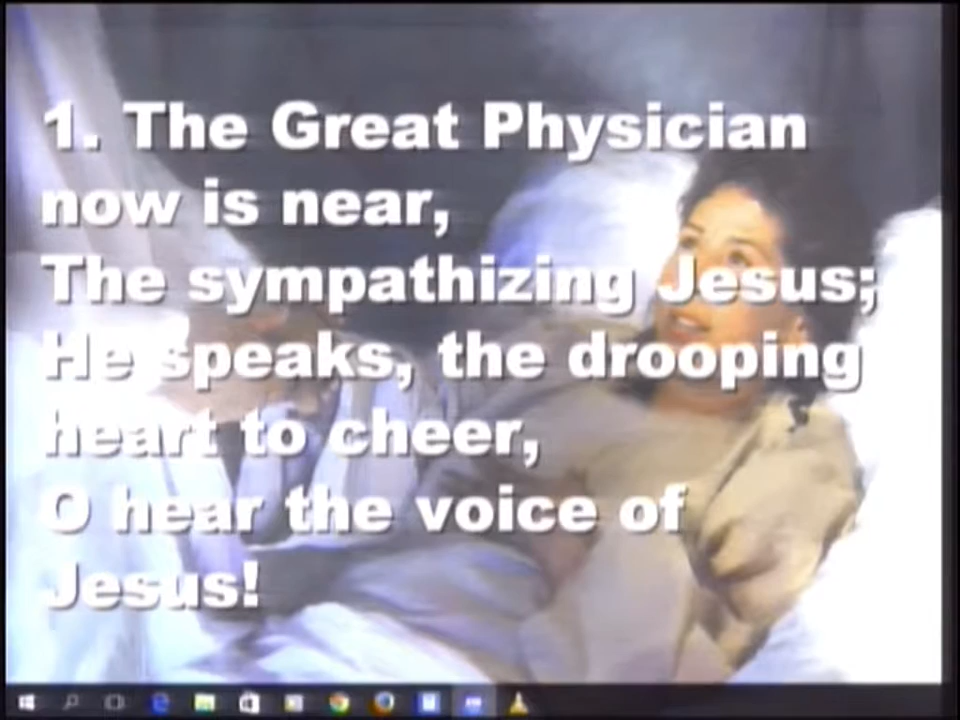 1. The Great Physician
now is near,
The sympathizing Jesus;
He speaks, the drooping
heart to cheer,
O hear the voice of
Jesus!